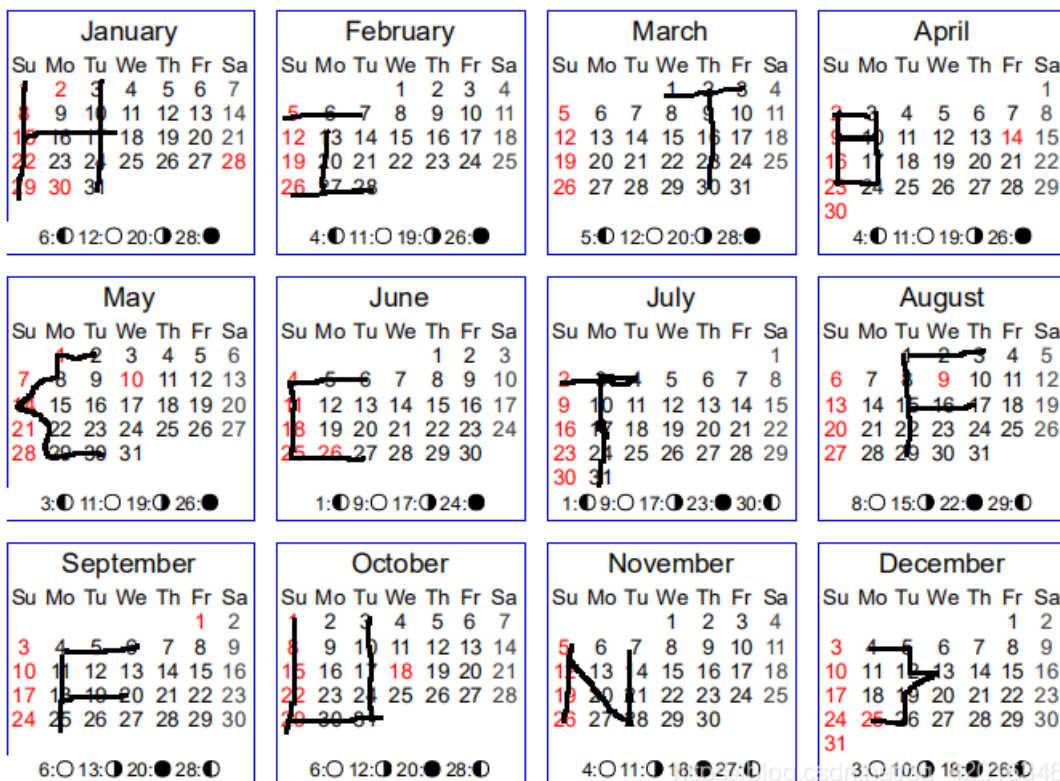 January
Su Mo Tu We Th Fr Sa
1 2 3 4 5 6 7
8 9 10 11 12 13 14
15 16 17 18 19 20 21
22 23 24 25 26 27 28
29 30 31
6:◐ 12:○ 20:◑ 28:●
February
Su Mo Tu We Th Fr Sa
1 2 3 4
5 6 7 8 9 10 11
12 13 14 15 16 17 18
19 20 21 22 23 24 25
26 27 28
4:◐ 11:○ 19:◑ 26:●
March
Su Mo Tu We Th Fr Sa
1 2 3 4
5 6 7 8 9 10 11
12 13 14 15 16 17 18
19 20 21 22 23 24 25
26 27 28 29 30 31
5:◐ 12:○ 20:◑ 28:●
April
Su Mo Tu We Th Fr Sa
1
2 3 4 5 6 7 8
9 10 11 12 13 14 15
16 17 18 19 20 21 22
23 24 25 26 27 28 29
30
4:◐ 11:○ 19:◑ 26:●
May
Su Mo Tu We Th Fr Sa
1 2 3 4 5 6
7 8 9 10 11 12 13
14 15 16 17 18 19 20
21 22 23 24 25 26 27
28 29 30 31
3:◐ 11:○ 19:◑ 26:●
June
Su Mo Tu We Th Fr Sa
1 2 3
4 5 6 7 8 9 10
11 12 13 14 15 16 17
18 19 20 21 22 23 24
25 26 27 28 29 30
1:◐ 9:○ 17:◑ 24:●
July
Su Mo Tu We Th Fr Sa
1
2 3 4 5 6 7 8
9 10 11 12 13 14 15
16 17 18 19 20 21 22
23 24 25 26 27 28 29
30 31
1:◐ 9:○ 17:◑ 23:● 30:◐
August
Su Mo Tu We Th Fr Sa
1 2 3 4 5
6 7 8 9 10 11 12
13 14 15 16 17 18 19
20 21 22 23 24 25 26
27 28 29 30 31
8:○ 15:◑ 22:● 29:◐
September
Su Mo Tu We Th Fr Sa
1 2
3 4 5 6 7 8 9
10 11 12 13 14 15 16
17 18 19 20 21 22 23
24 25 26 27 28 29 30
6:○ 13:◑ 20:● 28:◐
October
Su Mo Tu We Th Fr Sa
1 2 3 4 5 6 7
8 9 10 11 12 13 14
15 16 17 18 19 20 21
22 23 24 25 26 27 28
29 30 31
6:○ 12:◑ 20:● 28:◐
November
Su Mo Tu We Th Fr Sa
1 2 3 4
5 6 7 8 9 10 11
12 13 14 15 16 17 18
19 20 21 22 23 24 25
26 27 28 29 30
4:○ 11:◑ 18:● 27:◐
December
Su Mo Tu We Th Fr Sa
1 2
3 4 5 6 7 8 9
10 11 12 13 14 15 16
17 18 19 20 21 22 23
24 25 26 27 28 29 30
31
3:○ 10:◑ 19:● 26:◐